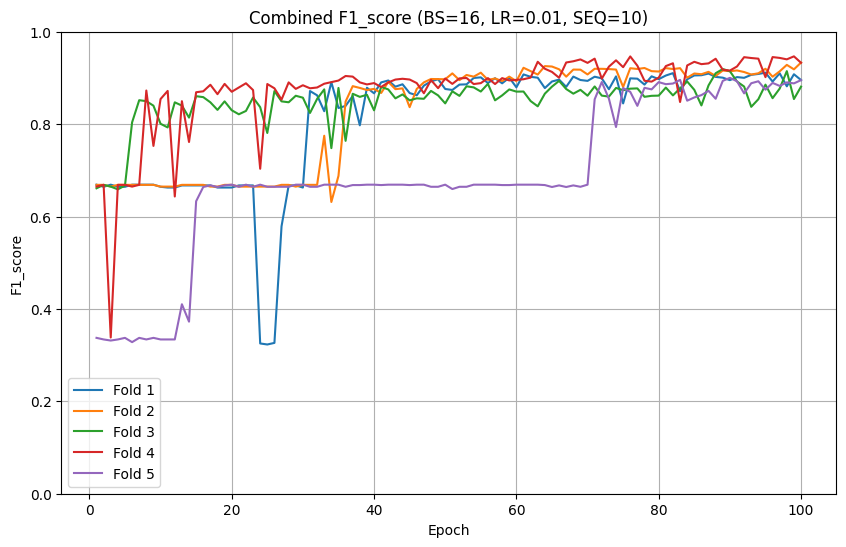 Combined F1_score (BS=16, LR=0.01, SEQ=10)
F1_score
1.0
0.8
0.6
0.4
0.2
0.0
Fold 1
Fold 2
Fold 3
Fold 4
Fold 5
0 20 40 60 80 100
Epoch